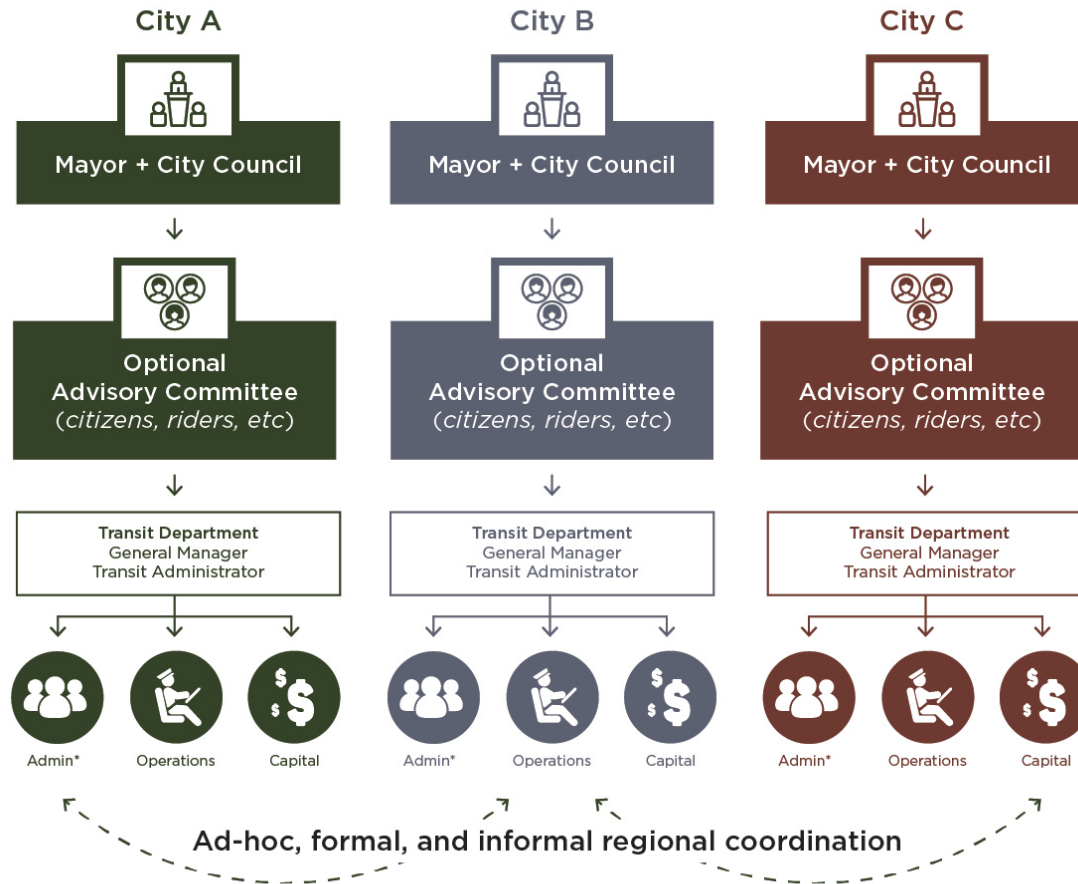 City A
City B
City C
Mayor + City Council
Mayor + City Council
Mayor + City Council
Optional
Advisory Committee
(citizens, riders, etc)
Optional
Advisory Committee
(citizens, riders, etc)
Optional
Advisory Committee
(citizens, riders, etc)
Transit Department
General Manager
Transit Administrator
Transit Department
General Manager
Transit Administrator
Transit Department
General Manager
Transit Administrator
$
$
$
$
$
$
$
$
$
Admin*
Operations
Capital
Admin*
Operations
Capital
Admin*
Operations
Capital
Ad-hoc, formal, and informal regional coordination